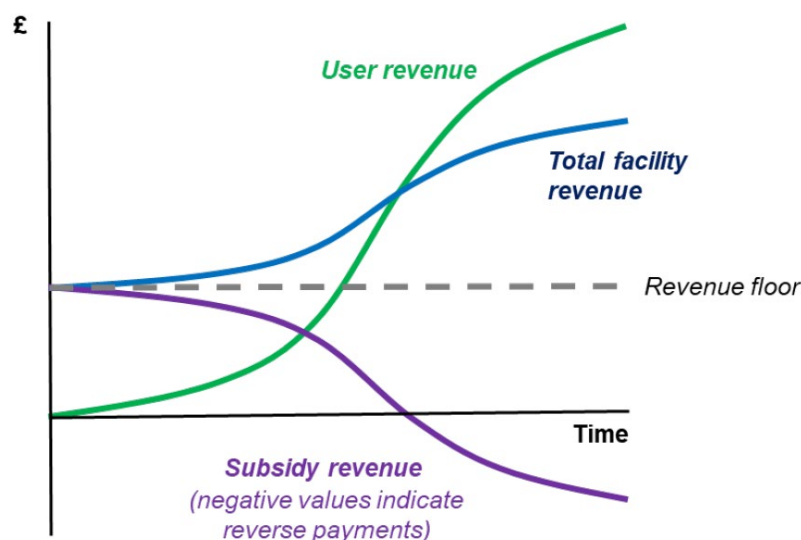 £
User revenue
Total facility
revenue
Revenue floor
Time
Subsidy revenue
(negative values indicate
reverse payments)